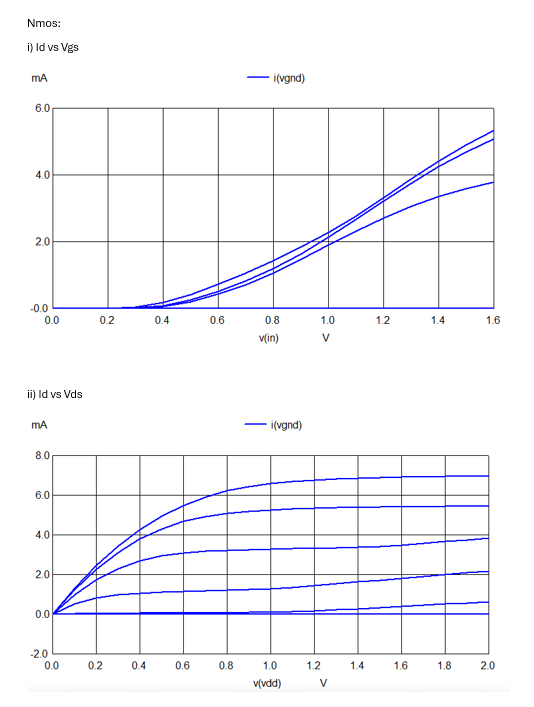 Nmos:
i) Id vs Vgs
mA
i(vgnd)
6.0
4.0
2.0
-0.0
0.0 0.2 0.4 0.6 0.8 1.0 1.2 1.4 1.6
v(in) V
ii) Id vs Vds
mA
i(vgnd)
8.0
6.0
4.0
2.0
0.0
-2.0
0.0 0.2 0.4 0.6 0.8 1.0 1.2 1.4 1.6 1.8 2.0
v(vdd) V